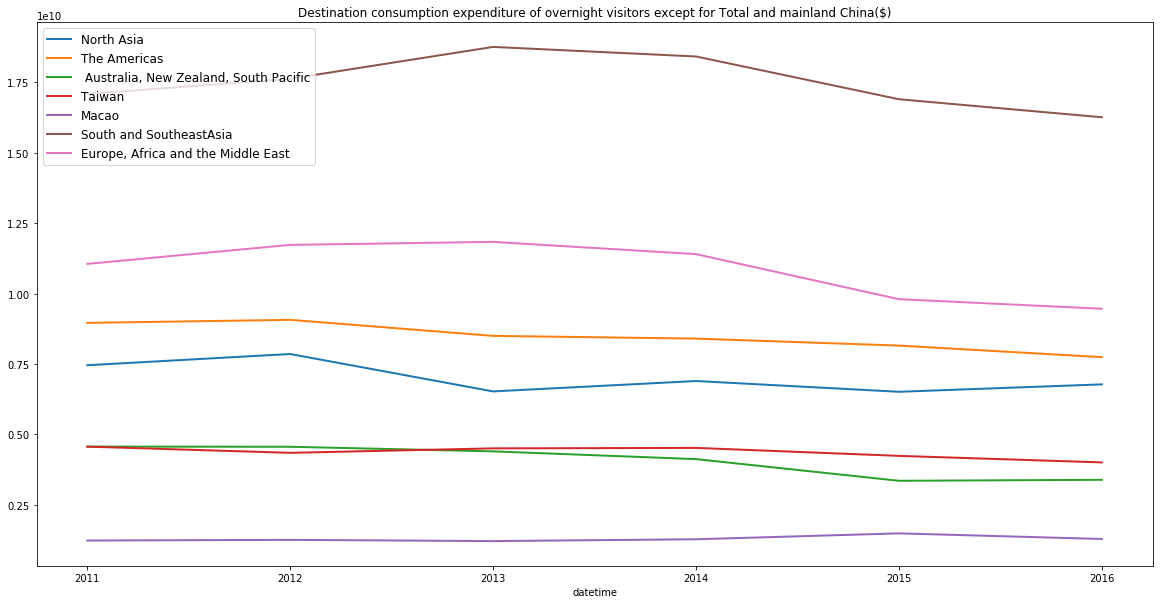 Destination consumption expenditure of overnight visitors except for Total and mainland China($)
1e10
North Asia
The Americas
Australia, New Zealand, South Pacific
Taiwan
Macao
South and SoutheastAsia
Europe, Africa and the Middle East
1.75
1.50
1.25
1.00
0.75
0.50
0.25
2011 2012 2013 2014 2015 2016
datetime